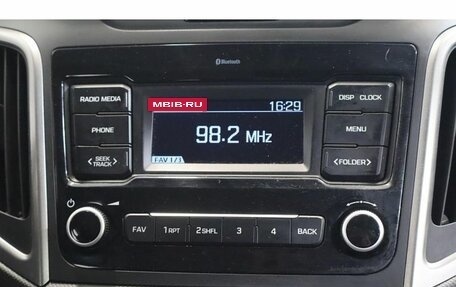 Bluetooth
RADIO MEDIA
DISP CLOCK
MBIB-RU
16:29
PHONE
98.2 MHz
MENU
SEEK TRACK
FAV 1/3
FOLDER
FAV 1 RPT 2 SHFL 3 4 BACK